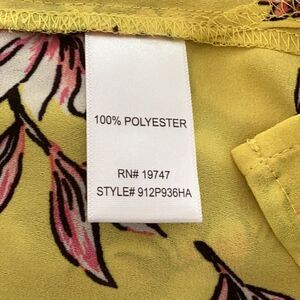 100% POLYESTER
RN# 19747
STYLE# 912P936HA